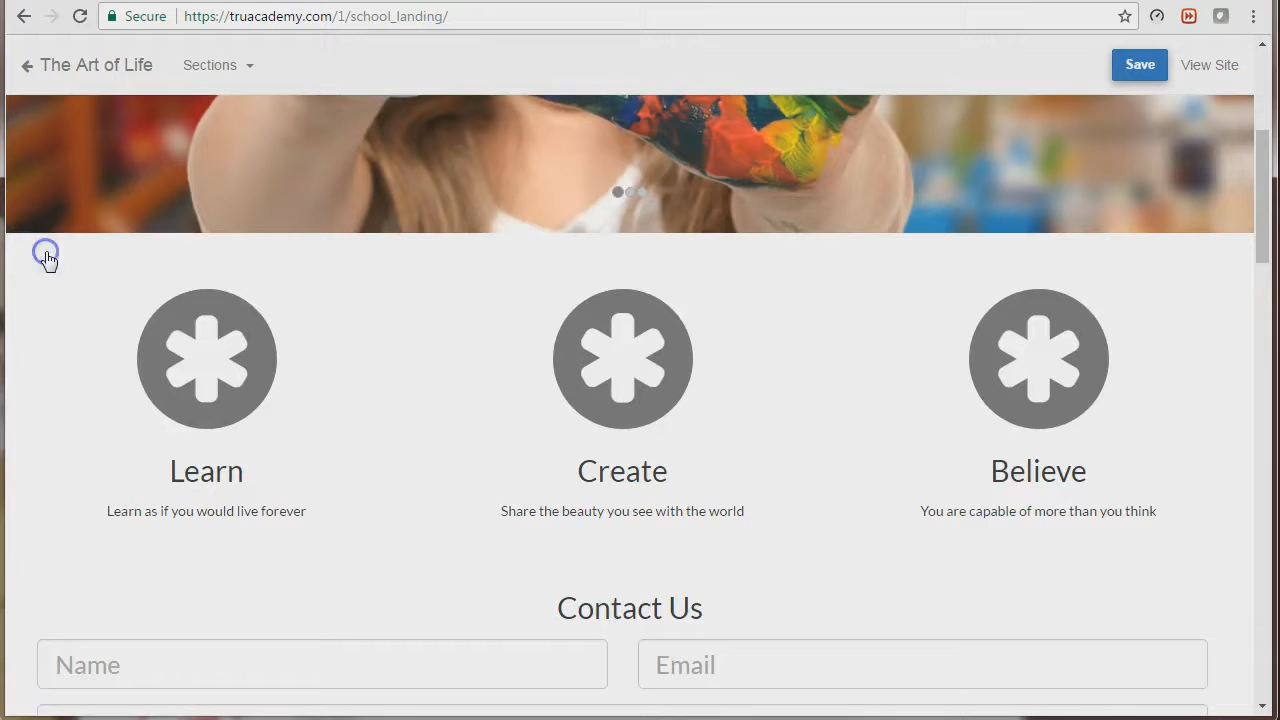 Secure https://truacademy.com/1/school_landing/
The Art of Life Sections Save View Site
Learn Create Believe
Learn as if you would live forever Share the beauty you see with the world You are capable of more than you think
Contact Us
Name Email